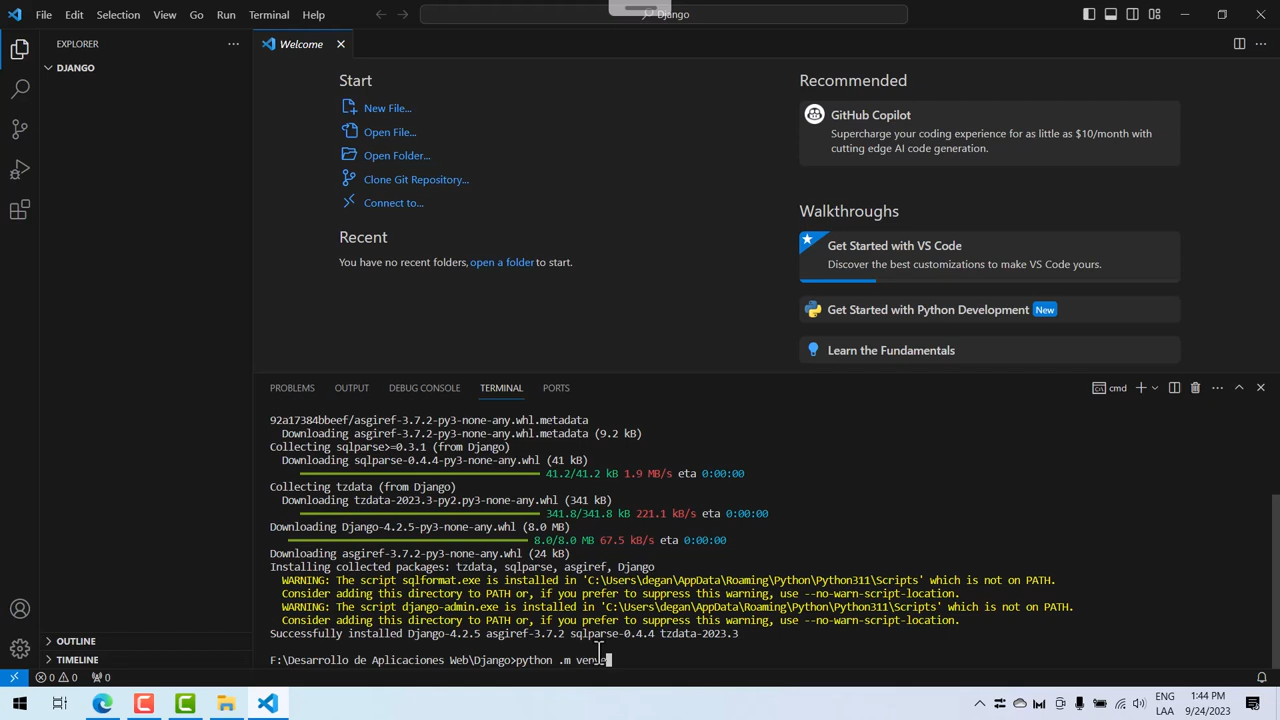 File Edit Selection View Go Run Terminal Help
Django
EXPLORER
Welcome
DJANGO
Start
New File...
Open File...
Open Folder...
Clone Git Repository...
Connect to...
Recent
You have no recent folders, open a folder to start.
Recommended
GitHub Copilot
Supercharge your coding experience for as little as $10/month with
cutting edge AI code generation.
Walkthroughs
Get Started with VS Code
Discover the best customizations to make VS Code yours.
Get Started with Python Development New
Learn the Fundamentals
PROBLEMS OUTPUT DEBUG CONSOLE TERMINAL PORTS
cmd
92a17384bbeef/asgiref-3.7.2-py3-none-any.whl.metadata
Downloading asgiref-3.7.2-py3-none-any.whl.metadata (9.2 kB)
Collecting sqlparse>=0.3.1 (from Django)
Downloading sqlparse-0.4.4-py3-none-any.whl (41 kB)
41.2/41.2 kB 1.9 MB/s eta 0:00:00
Collecting tzdata (from Django)
Downloading tzdata-2023.3-py2.py3-none-any.whl (341 kB)
341.8/341.8 kB 221.1 kB/s eta 0:00:00
Downloading Django-4.2.5-py3-none-any.whl (8.0 MB)
8.0/8.0 MB 67.5 kB/s eta 0:00:00
Downloading asgiref-3.7.2-py3-none-any.whl (24 kB)
Installing collected packages: tzdata, sqlparse, asgiref, Django
WARNING: The script sqlformat.exe is installed in 'C:\Users\degan\AppData\Roaming\Python\Python311\Scripts' which is not on PATH.
Consider adding this directory to PATH or, if you prefer to suppress this warning, use --no-warn-script-location.
WARNING: The script django-admin.exe is installed in 'C:\Users\degan\AppData\Roaming\Python\Python311\Scripts' which is not on PATH.
Consider adding this directory to PATH or, if you prefer to suppress this warning, use --no-warn-script-location.
Successfully installed Django-4.2.5 asgiref-3.7.2 sqlparse-0.4.4 tzdata-2023.3
F:\Desarrollo de Aplicaciones Web\Django>python .m
OUTLINE
TIMELINE
0 0 0
ENG
LAA
1:44 PM
9/24/2023